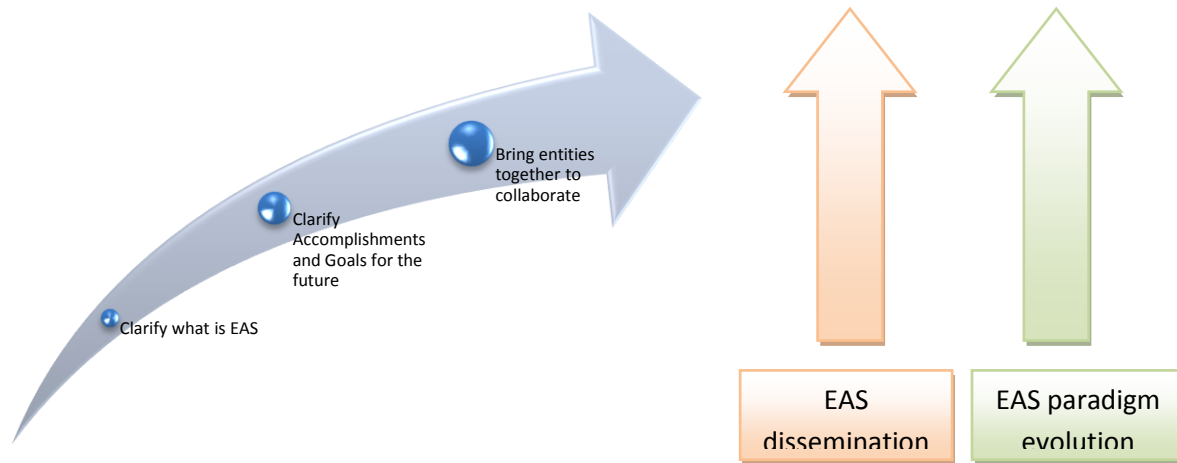 Bring entities
together to
collaborate
Clarify
Accomplishments
and Goals for the
future
Clarify what is EAS
EAS
dissemination
EAS paradigm
evolution